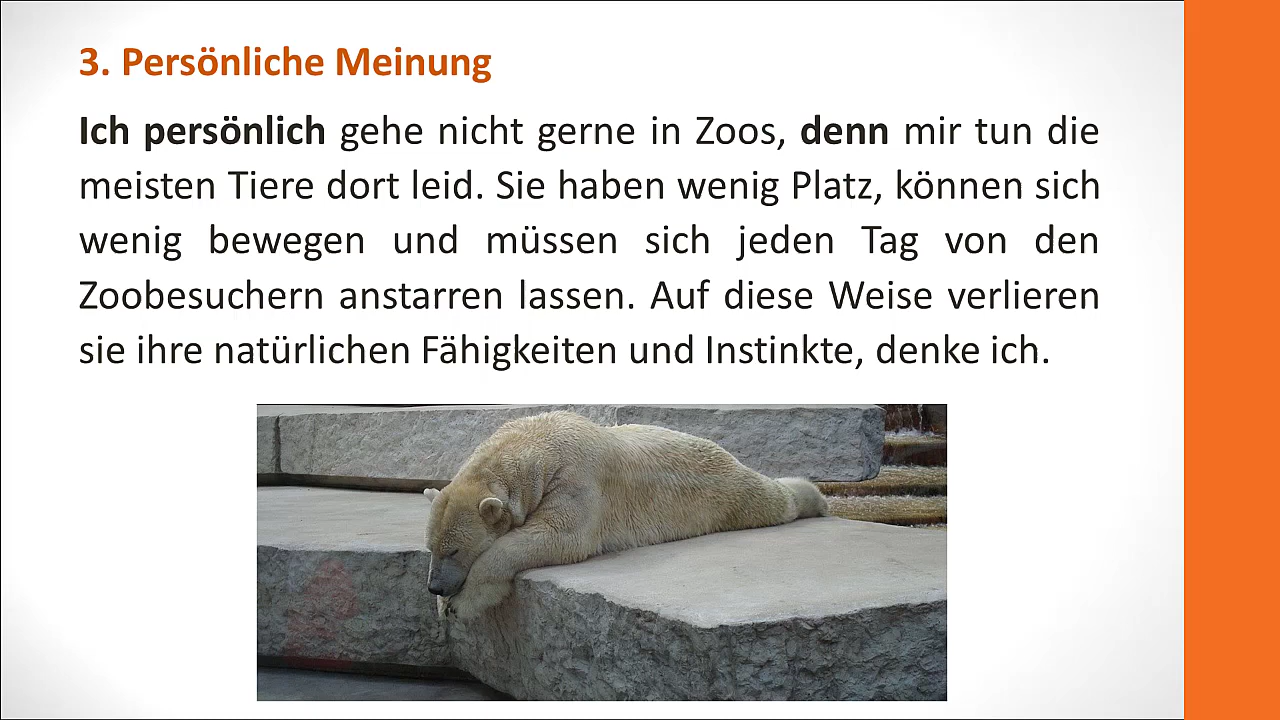 3. Persönliche Meinung
Ich persönlich gehe nicht gerne in Zoos, denn mir tun die
meisten Tiere dort leid. Sie haben wenig Platz, können sich
wenig bewegen und müssen sich jeden Tag von den
Zoobesuchern anstarren lassen. Auf diese Weise verlieren
sie ihre natürlichen Fähigkeiten und Instinkte, denke ich.